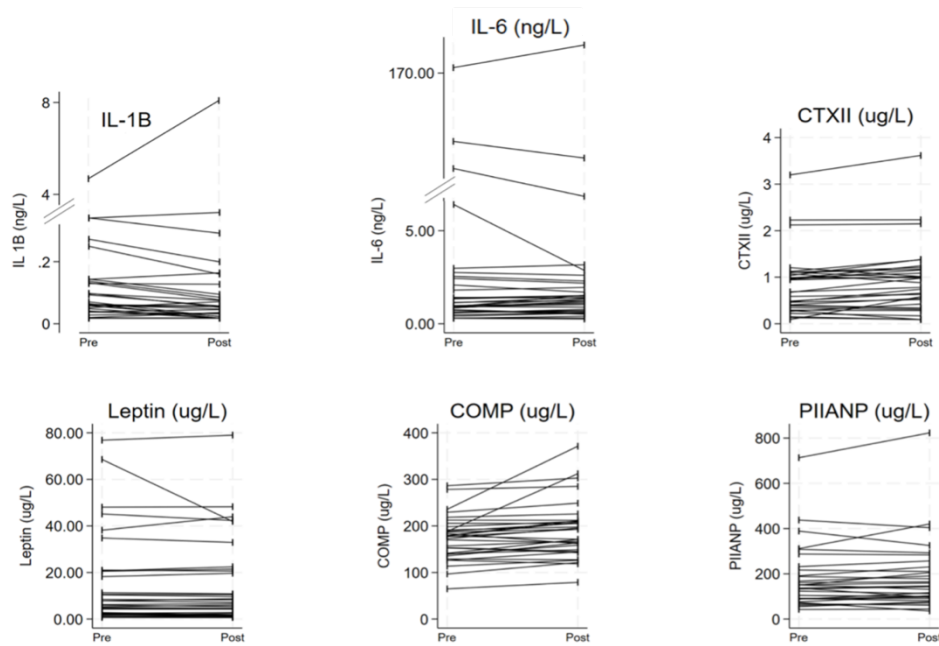 IL-1B
8
4
.2
0
IL 1B (ng/L)
Pre
Post
IL-6 (ng/L)
170.00
5.00
0.00
IL-6 (ng/L)
Pre
Post
CTXII (ug/L)
4
3
2
1
0
CTXII (ug/L)
Pre
Post
Leptin (ug/L)
80.00
60.00
40.00
20.00
0.00
Leptin (ug/L)
Pre
Post
COMP (ug/L)
400
300
200
100
0
COMP (ug/L)
Pre
Post
PIIANP (ug/L)
800
600
400
200
0
PIIANP (ug/L)
Pre
Post